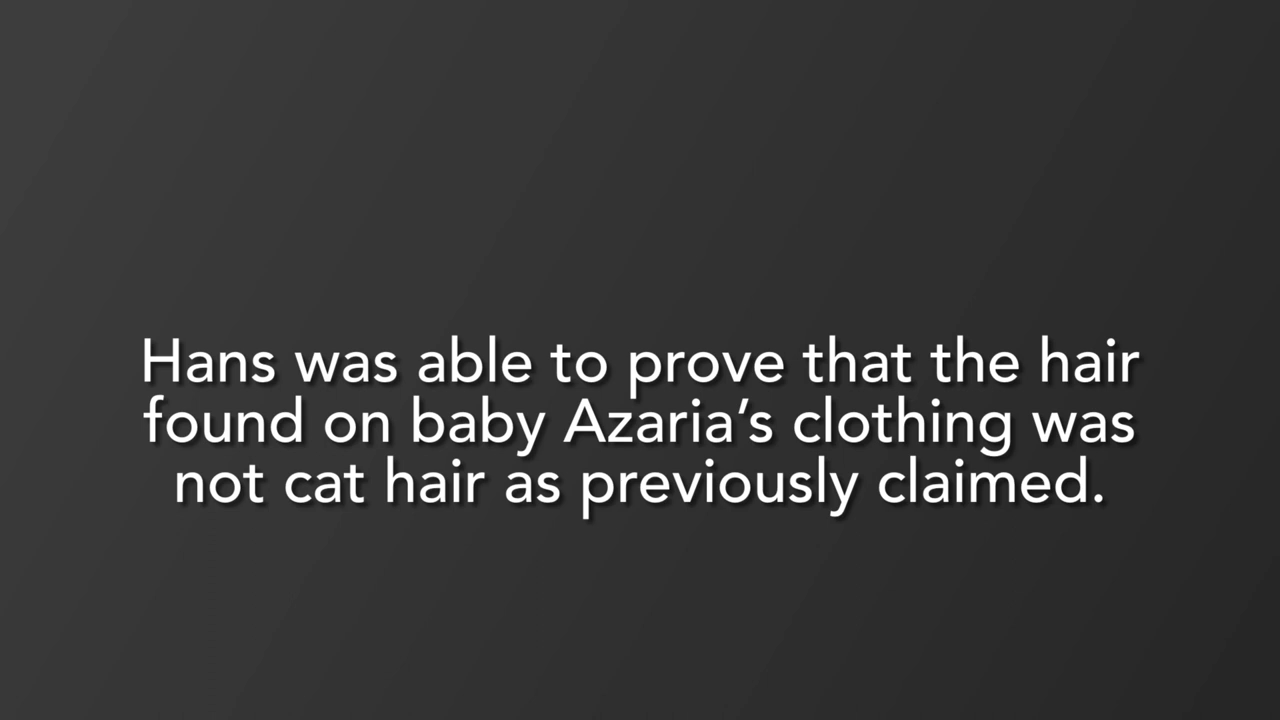 Hans was able to prove that the hair
found on baby Azaria’s clothing was
not cat hair as previously claimed.